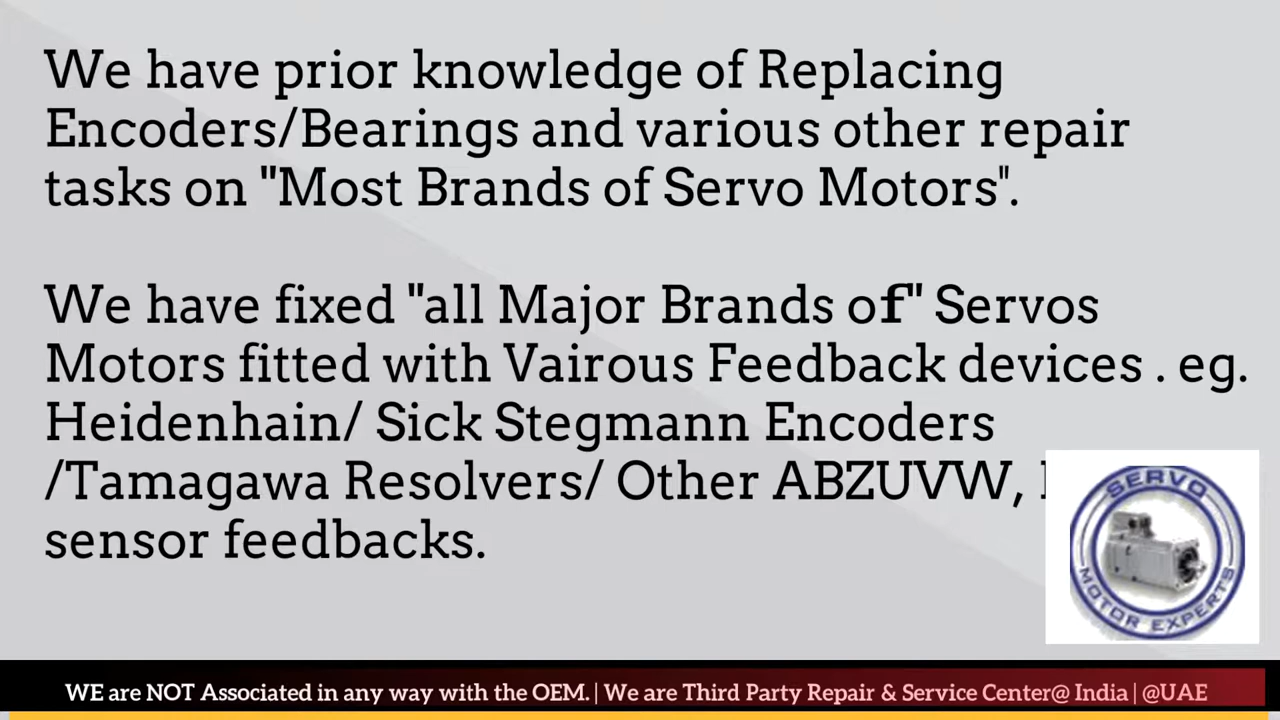 We have prior knowledge of Replacing
Encoders/Bearings and various other repair
tasks on "Most Brands of Servo Motors".
We have fixed "all Major Brands of" Servos
Motors fitted with Vairous Feedback devices . eg.
Heidenhain/ Sick Stegmann Encoders
/Tamagawa Resolvers/ Other ABZUVW,
sensor feedbacks.
SERVO
MOTOR EXPERTS
WE are NOT Associated in any way with the OEM. | We are Third Party Repair & Service Center@ India | @UAE